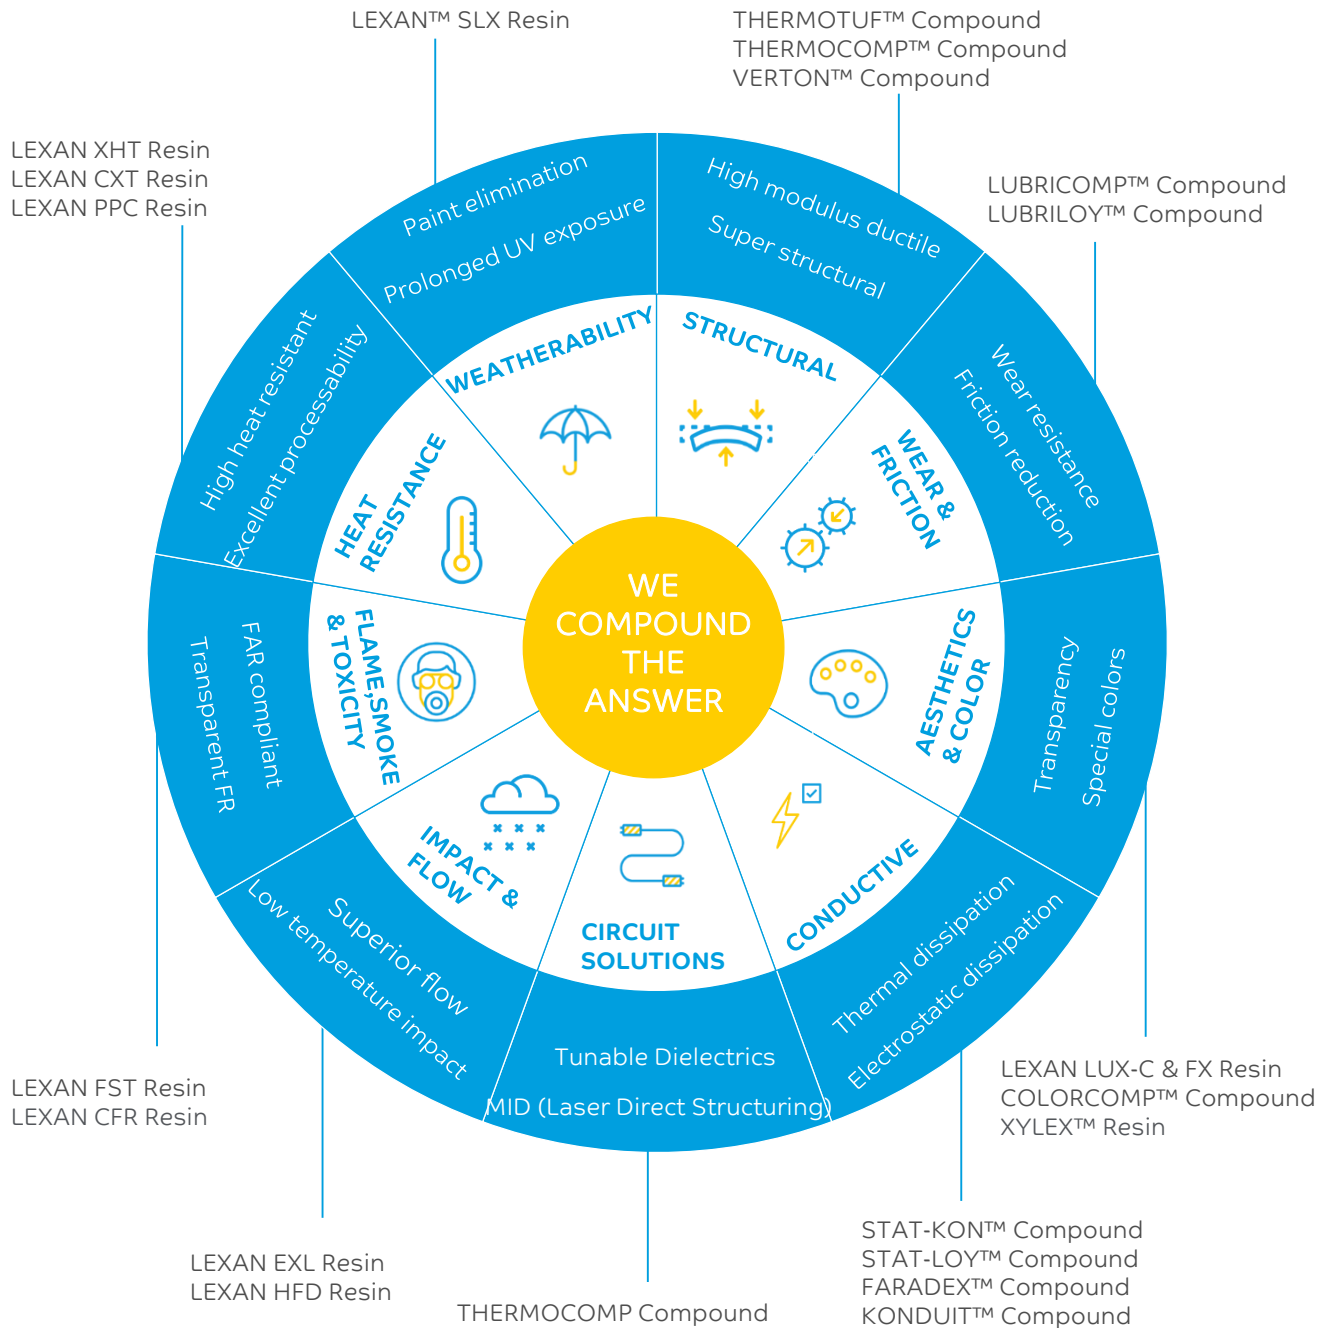 LEXAN™ SLX Resin
THERMOTUF™ Compound
THERMOCOMP™ Compound
VERTON™ Compound
LEXAN XHT Resin
LEXAN CXT Resin
LEXAN PPC Resin
LUBRICOMP™ Compound
LUBRILOY™ Compound
Paint elimination
Prolonged UV exposure
High modulus ductile
Super structural
High heat resistant
Excellent processability
Wear resistance
Friction reduction
WEATHERABILITY
STRUCTURAL
HEAT
RESISTANCE
WEAR &
FRICTION
WE
COMPOUND
THE
ANSWER
FLAME,SMOKE
& TOXICITY
FAR compliant
Transparent FR
AESTHETICS
& COLOR
Transparency
Special colors
IMPACT &
FLOW
CIRCUIT
SOLUTIONS
CONDUCTIVE
Superior flow
Low temperature impact
Tunable Dielectrics
MID (Laser Direct Structuring)
Thermal dissipation
Electrostatic dissipation
LEXAN FST Resin
LEXAN CFR Resin
LEXAN LUX-C & FX Resin
COLORCOMP™ Compound
XYLEX™ Resin
LEXAN EXL Resin
LEXAN HFD Resin
THERMOCOMP Compound
STAT-KON™ Compound
STAT-LOY™ Compound
FARADEX™ Compound
KONDUIT™ Compound